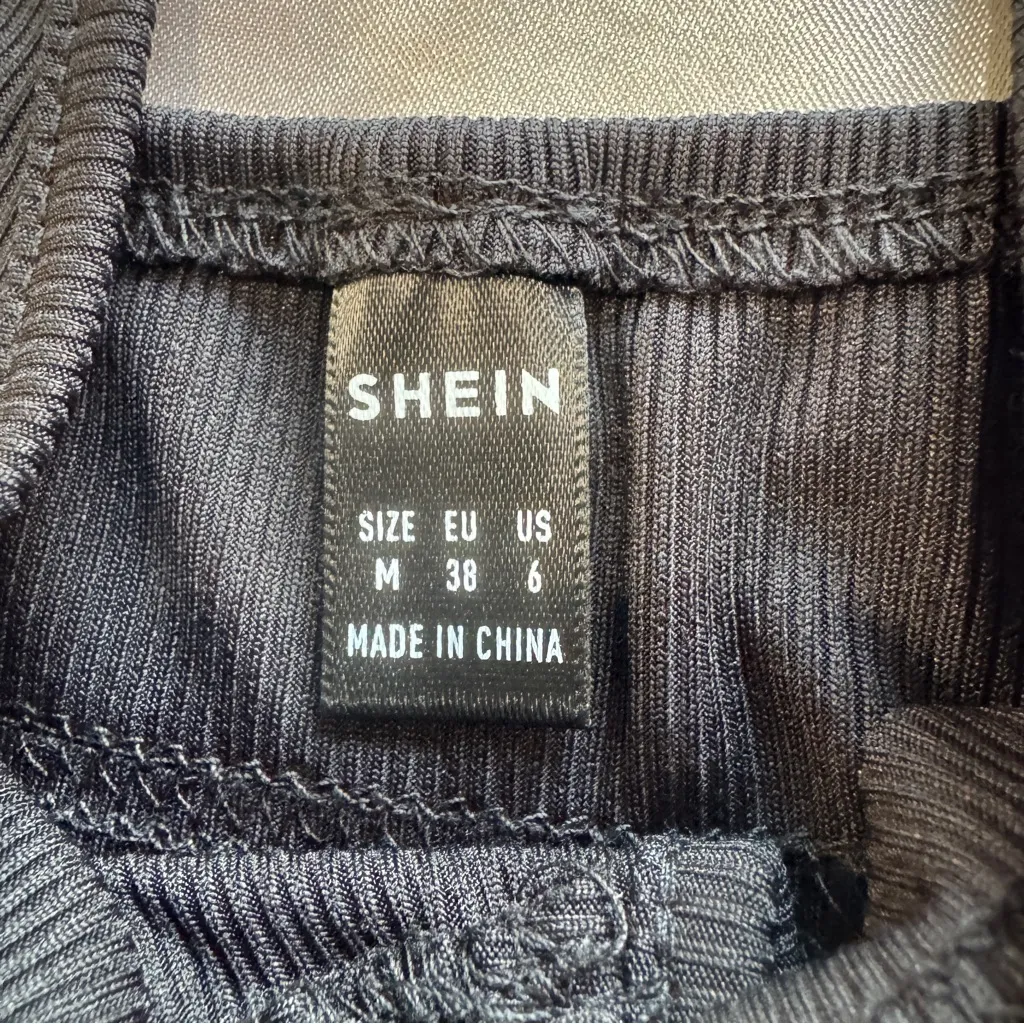 SHEIN
SIZE EU US
M 38 6
MADE IN CHINA